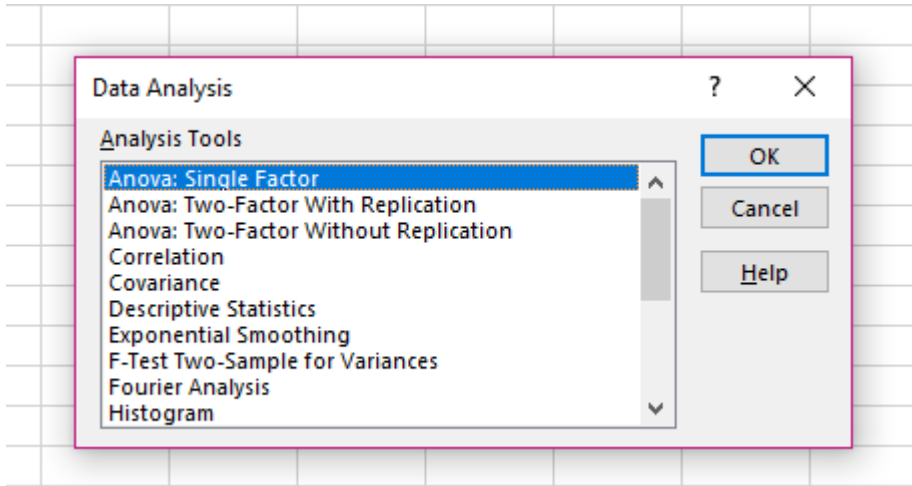 Data Analysis
?
Analysis Tools
Anova: Single Factor
Anova: Two-Factor With Replication
Anova: Two-Factor Without Replication
Correlation
Covariance
Descriptive Statistics
Exponential Smoothing
F-Test Two-Sample for Variances
Fourier Analysis
Histogram
OK
Cancel
Help